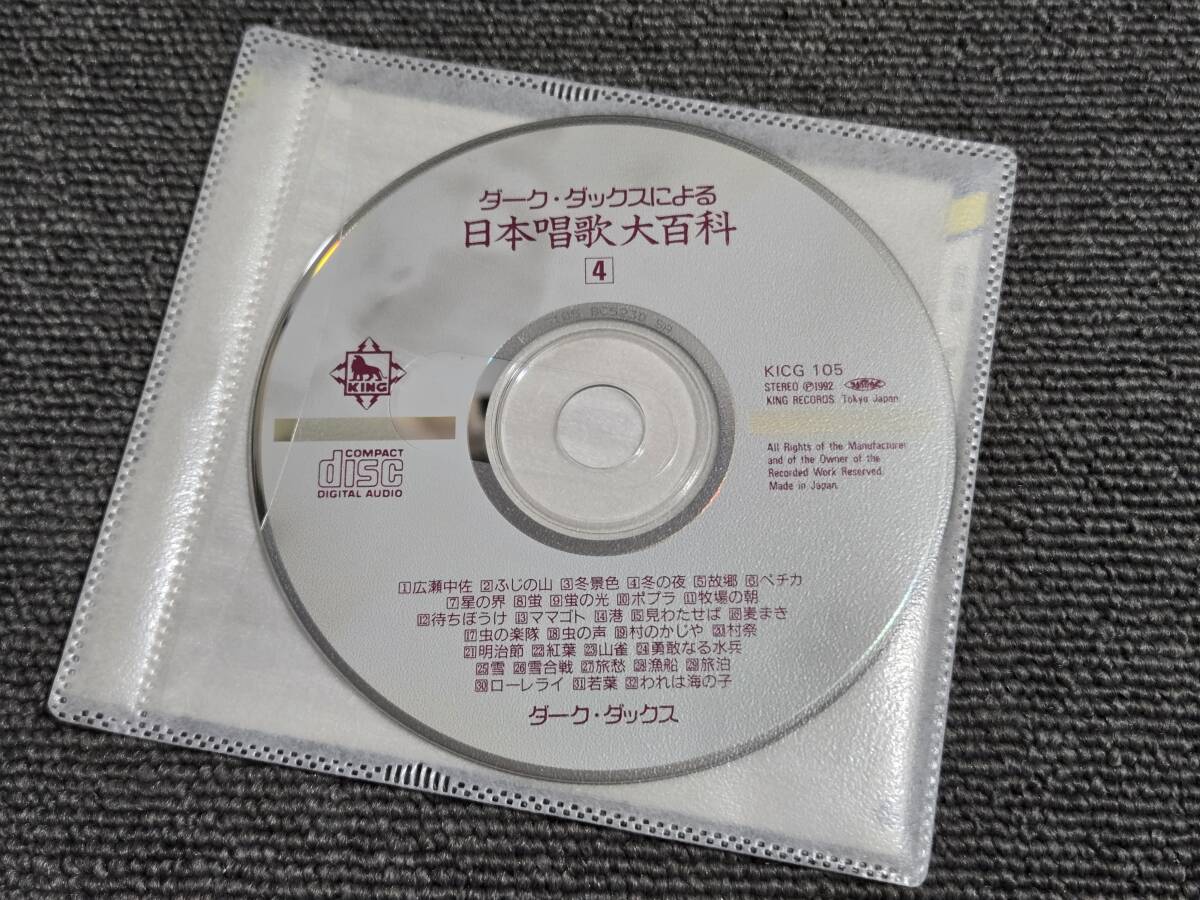 ダーク・ダックスによる
日本唱歌大百科
4
KING
KICG 105
STEREO Ⓟ1992
KING RECORDS. Tokyo Japan
All Rights of the Manufacturer
and of the Owner of the
Recorded Work Reserved.
Made in Japan.
COMPACT
disc
DIGITAL AUDIO
1広瀬中佐 2ふじの山 3冬景色 4冬の夜 5故郷 6ペチカ
7星の界 8蛍 9蛍の光 10ポプラ 11牧場の朝
12待ちぼうけ 13ママゴト 14港 15見わたせば 16麦まき
17虫の楽隊 18虫の声 19村のかじや 20村祭
21明治節 22紅葉 23山雀 24勇敢なる水兵
25雪 26雪合戦 27旅愁 28漁船 29旅泊
30ローレライ 31若葉 32われは海の子
ダーク・ダックス